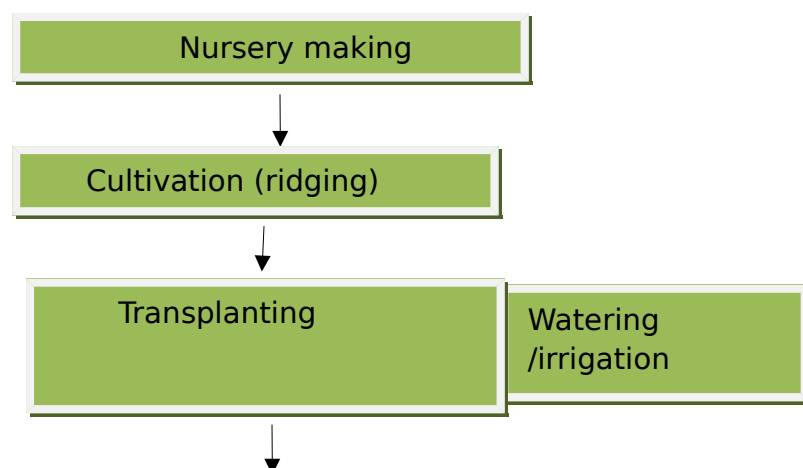 Nursery making
Cultivation (ridging)
Transplanting
Watering
/irrigation